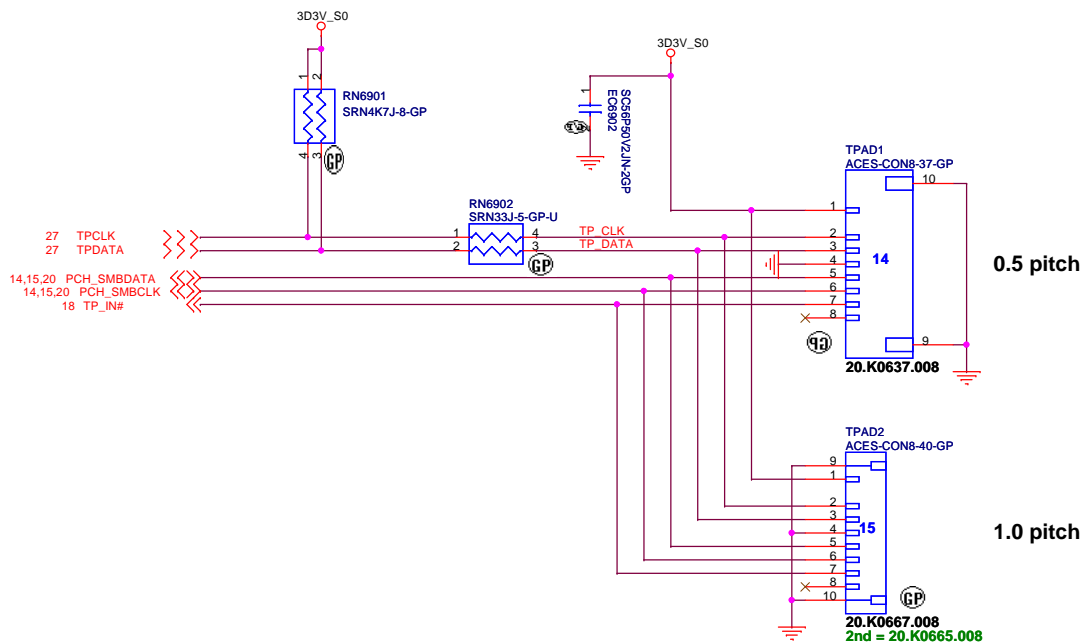 3D3V_S0
1 2
RN6901
SRN4K7J-8-GP
4 3
GP
3D3V_S0
1
SC56P50V2JN-2GP
EC6902
GP
RN6902
SRN33J-5-GP-U
27 TPCLK
1 4 TP_CLK
27 TPDATA
2 3 TP_DATA
GP
14,15,20 PCH_SMBDATA
14,15,20 PCH_SMBCLK
18 TP_IN#
TPAD1
ACES-CON8-37-GP
10
1
2
3
4
5
6
7
8
14
9
GP
20.K0637.008
0.5 pitch
TPAD2
ACES-CON8-40-GP
9
1
2
3
4
5
6
7
8
10
15
GP
20.K0667.008
2nd = 20.K0665.008
1.0 pitch